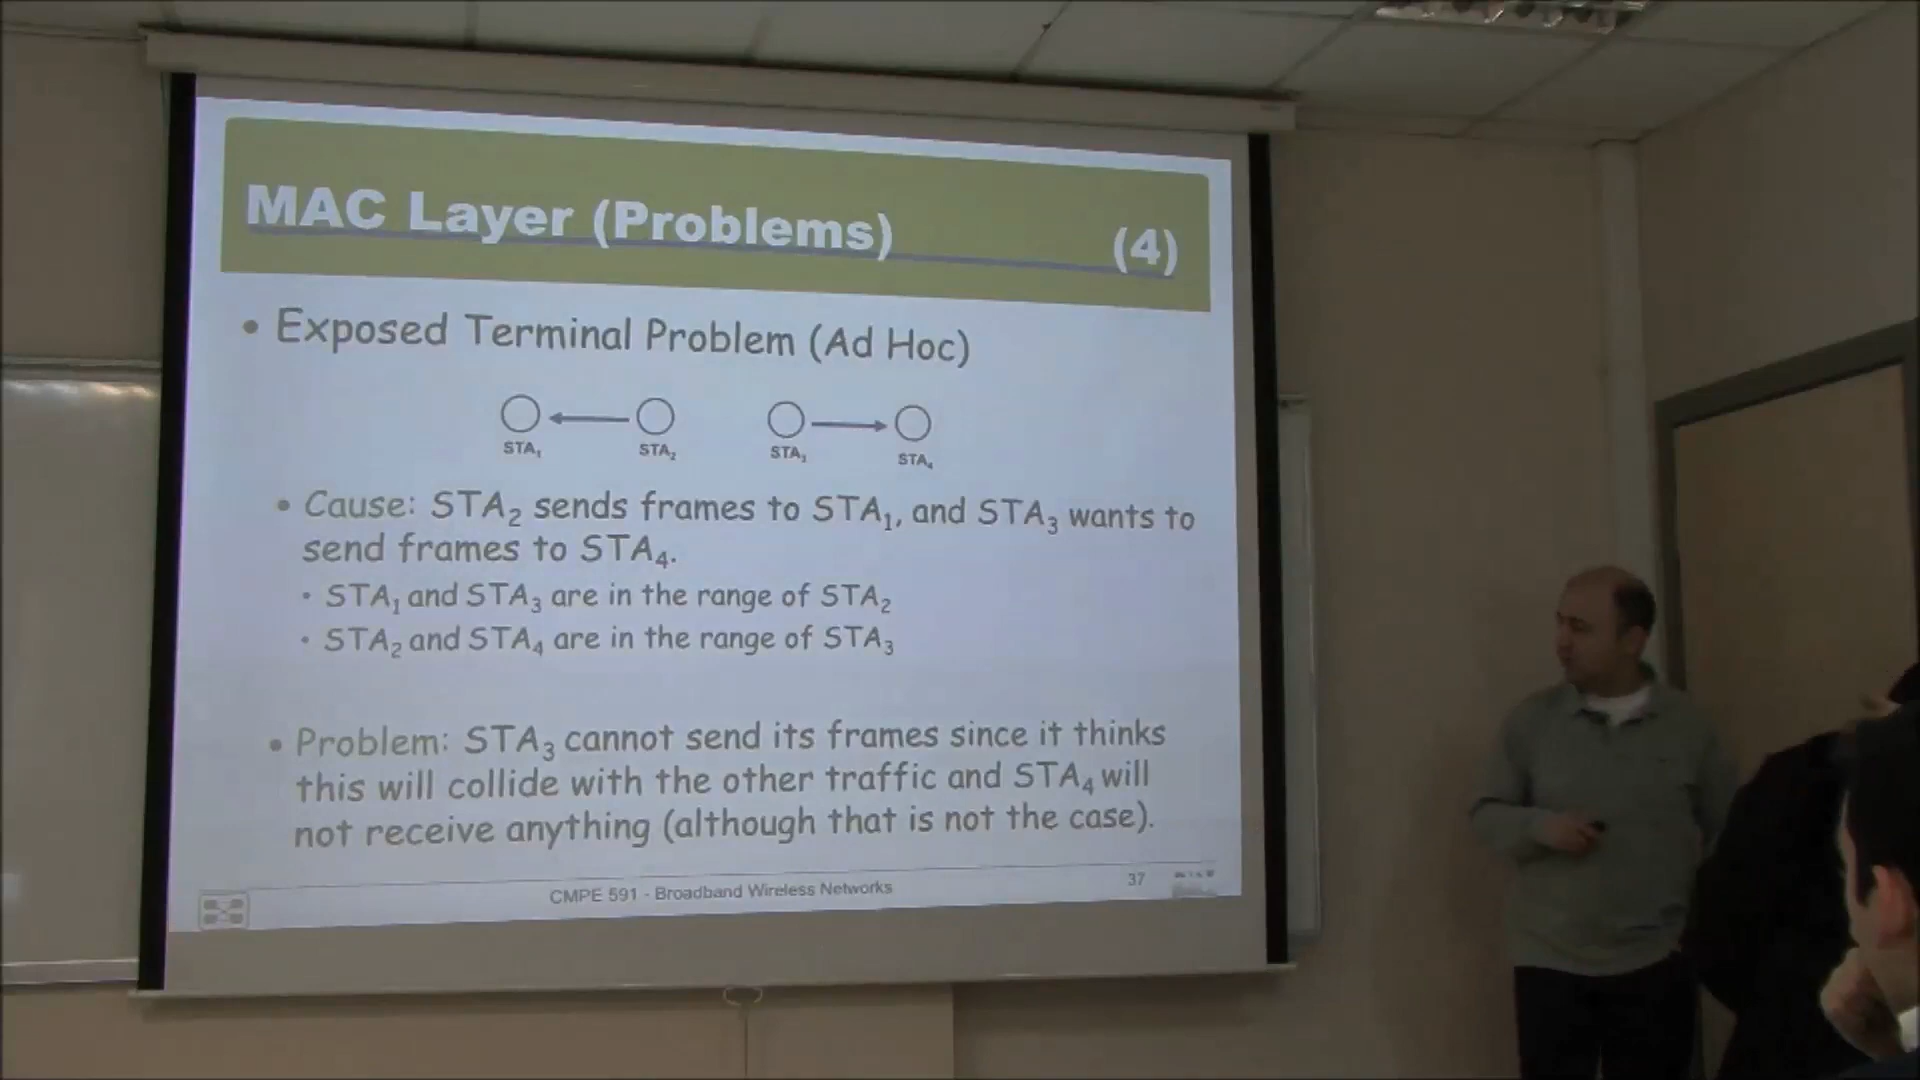 MAC Layer (Problems) (4)
• Exposed Terminal Problem (Ad Hoc)
STA₁ STA₂ STA₃ STA₄
• Cause: STA₂ sends frames to STA₁, and STA₃ wants to
send frames to STA₄.
• STA₁ and STA₃ are in the range of STA₂
• STA₂ and STA₄ are in the range of STA₃
• Problem: STA₃ cannot send its frames since it thinks
this will collide with the other traffic and STA₄ will
not receive anything (although that is not the case).
CMPE 591 - Broadband Wireless Networks 37